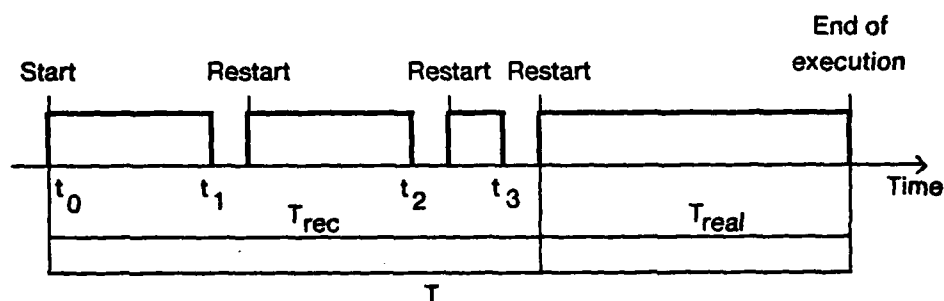 End of
execution
Start
Restart
Restart
Restart
t0
t1
t2
t3
Time
Trec
Treal
T